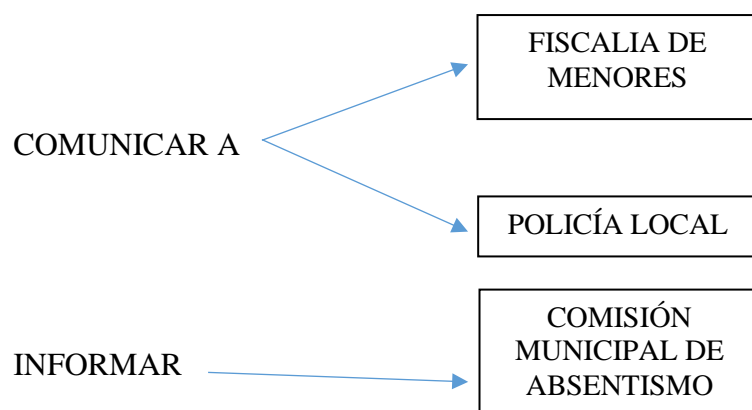 COMUNICAR A
FISCALIA DE
MENORES
POLICÍA LOCAL
INFORMAR
COMISIÓN
MUNICIPAL DE
ABSENTISMO